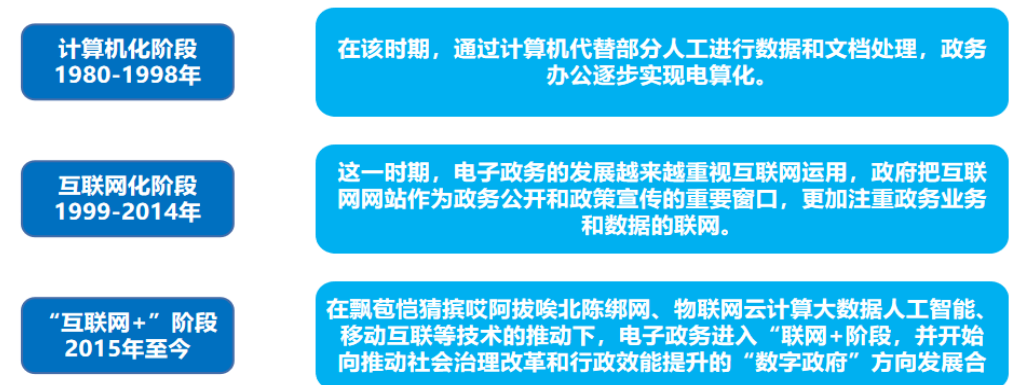 计算机化阶段
1980-1998年
在该时期，通过计算机代替部分人工进行数据和文档处理，政务
办公逐步实现电算化。
互联网化阶段
1999-2014年
这一时期，电子政务的发展越来越重视互联网运用，政府把互联
网网站作为政务公开和政策宣传的重要窗口，更加注重政务业务
和数据的联网。
“互联网+”阶段
2015年至今
在飘苞恺猜摈哎阿拔唉北陈绑网、物联网云计算大数据人工智能、
移动互联等技术的推动下，电子政务进入“联网+阶段，并开始
向推动社会治理改革和行政效能提升的“数字政府”方向发展合